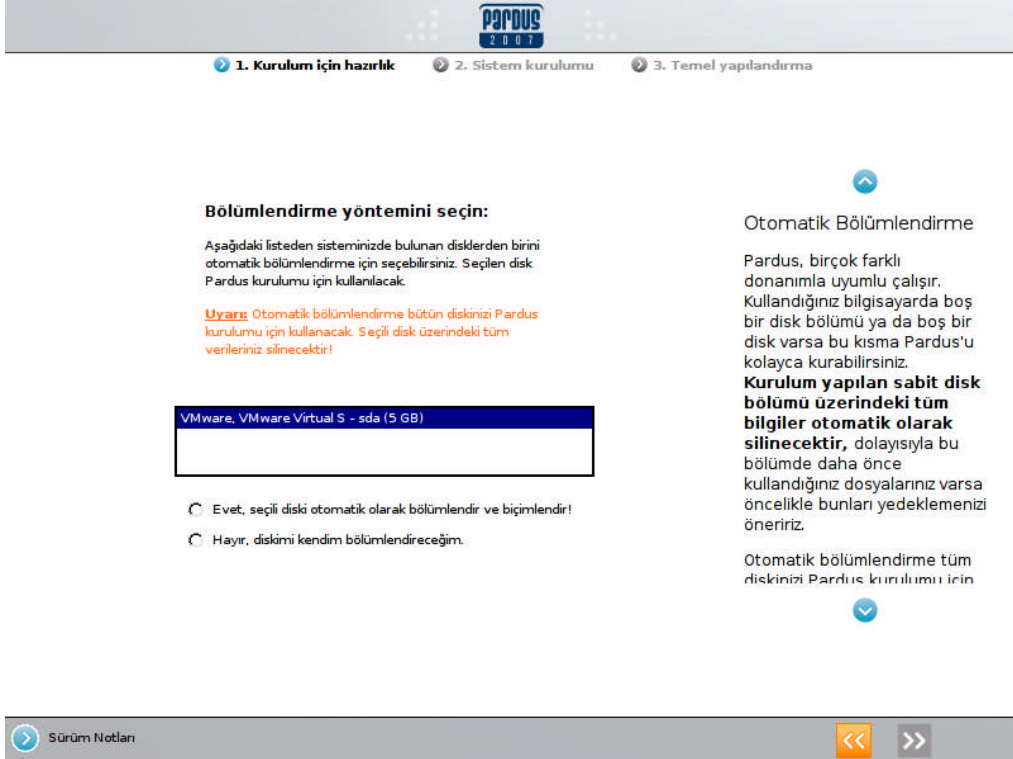 PARDUS
2007
1. Kurulum için hazırlık
2. Sistem kurulumu
3. Temel yapılandırma
Bölümlendirme yöntemini seçin:
Aşağıdaki listeden sisteminizde bulunan disklerden birini
otomatik bölümlendirme için seçebilirsiniz. Seçilen disk
Pardus kurulumu için kullanılacak.
Uyarı: Otomatik bölümlendirme bütün diskinizi Pardus
kurulumu için kullanacak. Seçili disk üzerindeki tüm
verileriniz silinecektir!
VMware, VMware Virtual S - sda (5 GB)
Evet, seçili diski otomatik olarak bölümlendir ve biçimlendir!
Hayır, diskimi kendim bölümlendireceğim.
Otomatik Bölümlendirme
Pardus, birçok farklı
donanımla uyumlu çalışır.
Kullandığınız bilgisayarda boş
bir disk bölümü ya da boş bir
disk varsa bu kısma Pardus'u
kolayca kurabilirsiniz.
Kurulum yapılan sabit disk
bölümü üzerindeki tüm
bilgiler otomatik olarak
silinecektir, dolayısıyla bu
bölümde daha önce
kullandığınız dosyalarınız varsa
öncelikle bunları yedeklemenizi
öneririz.
Otomatik bölümlendirme tüm
diskinizi Pardus kurulumu için
Sürüm Notları